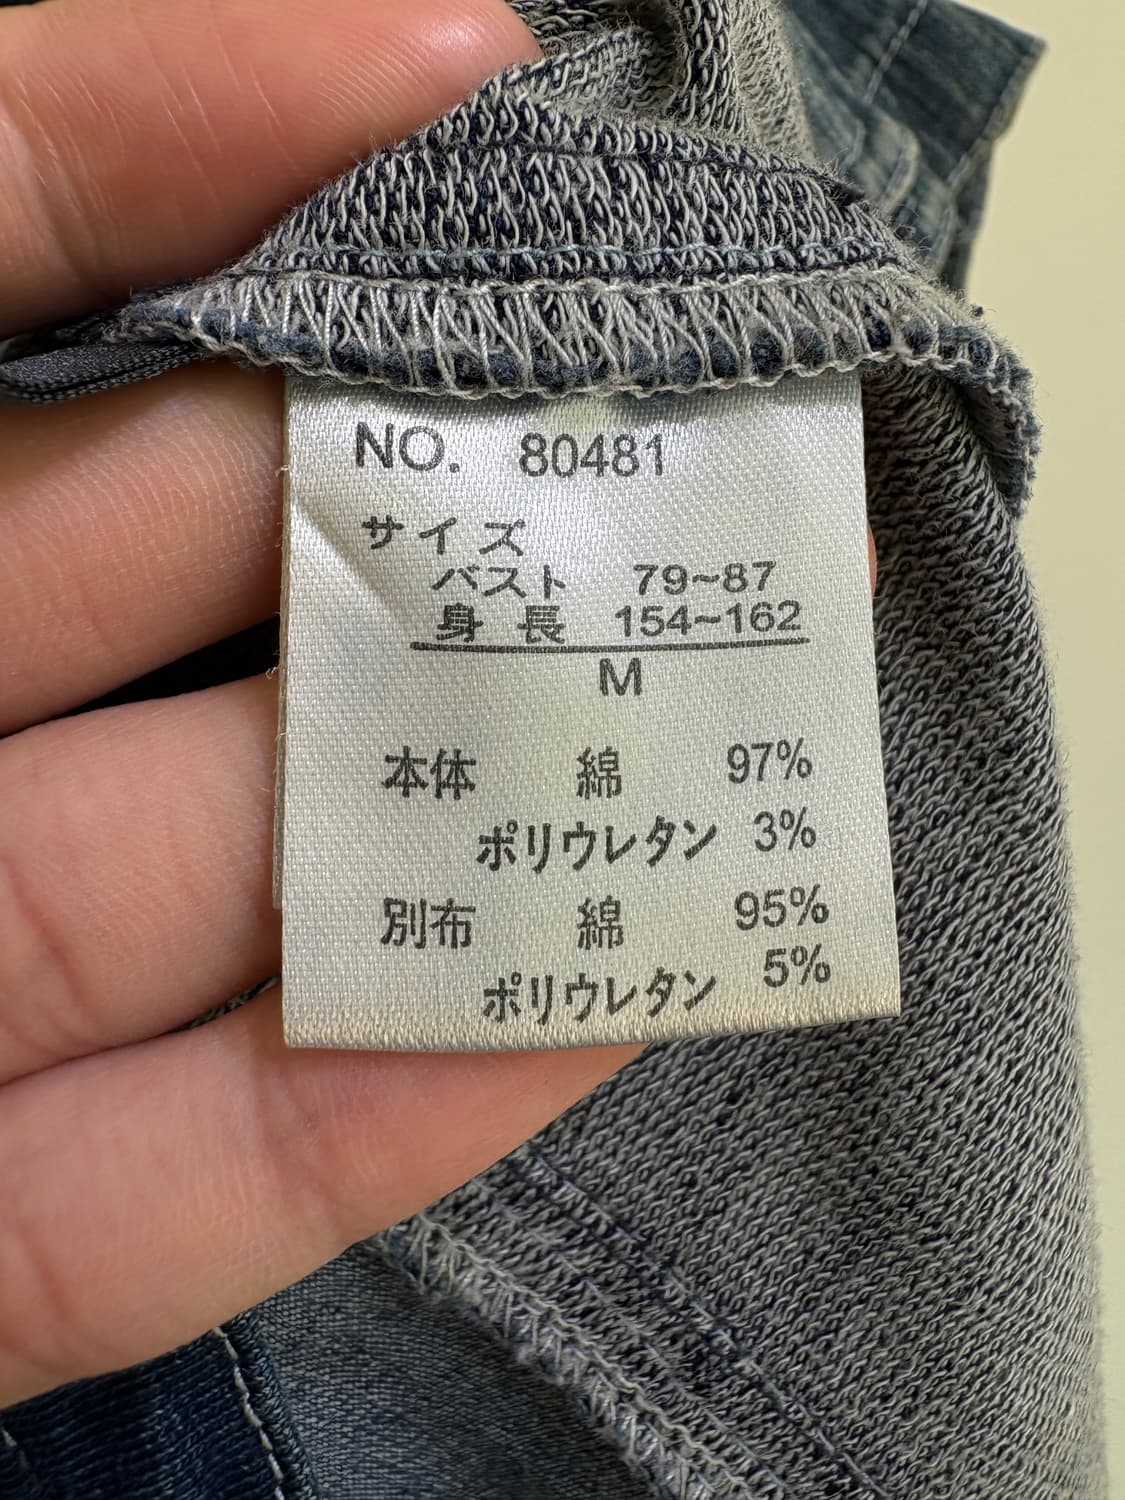 NO. 80481
サイズ
バスト 79~87
身長 154~162
M
本体 綿 97%
ポリウレタン 3%
別布 綿 95%
ポリウレタン 5%